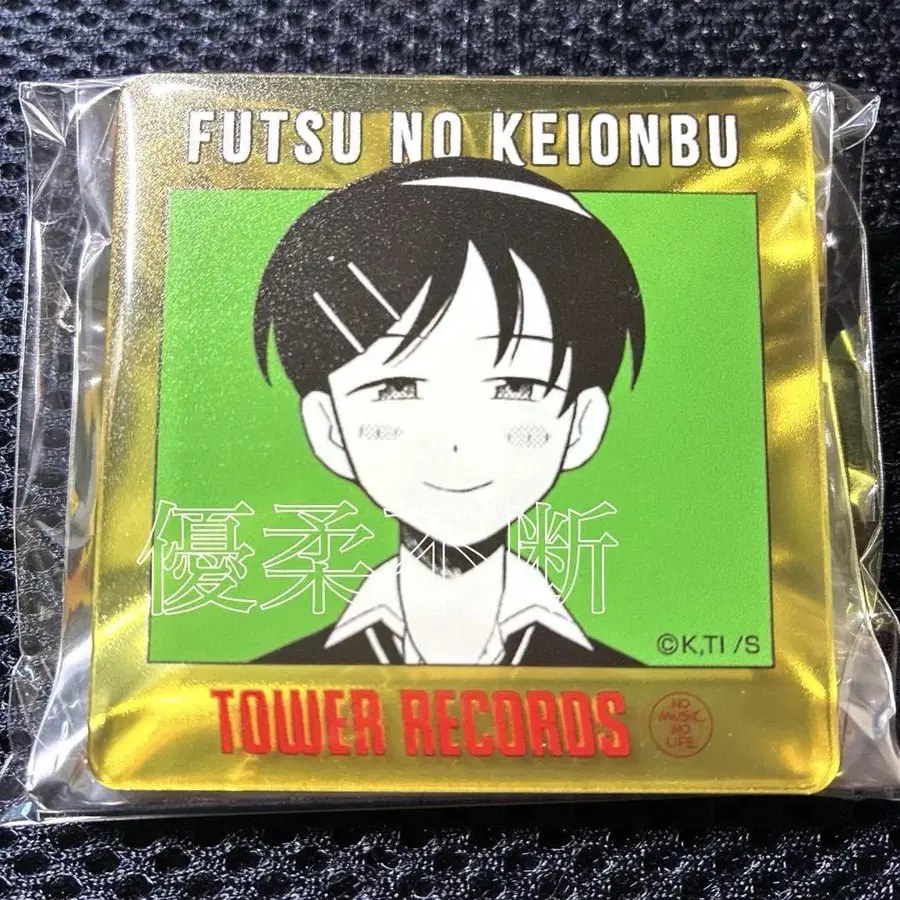 FUTSU NO KEIONBU
優柔不断
©K,TI /S
TOWER RECORDS
NO
MUSIC
NO
LIFE